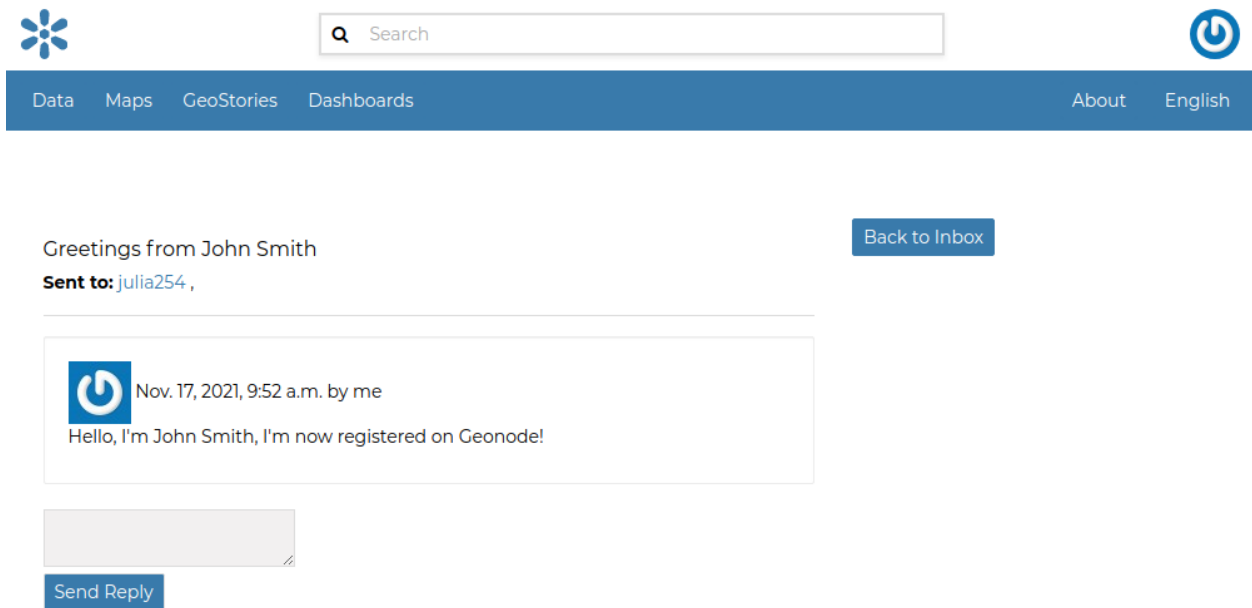 Search
Data Maps GeoStories Dashboards About English
Greetings from John Smith
Back to Inbox
Sent to: julia254 ,
Nov. 17, 2021, 9:52 a.m. by me
Hello, I'm John Smith, I'm now registered on Geonode!
Send Reply